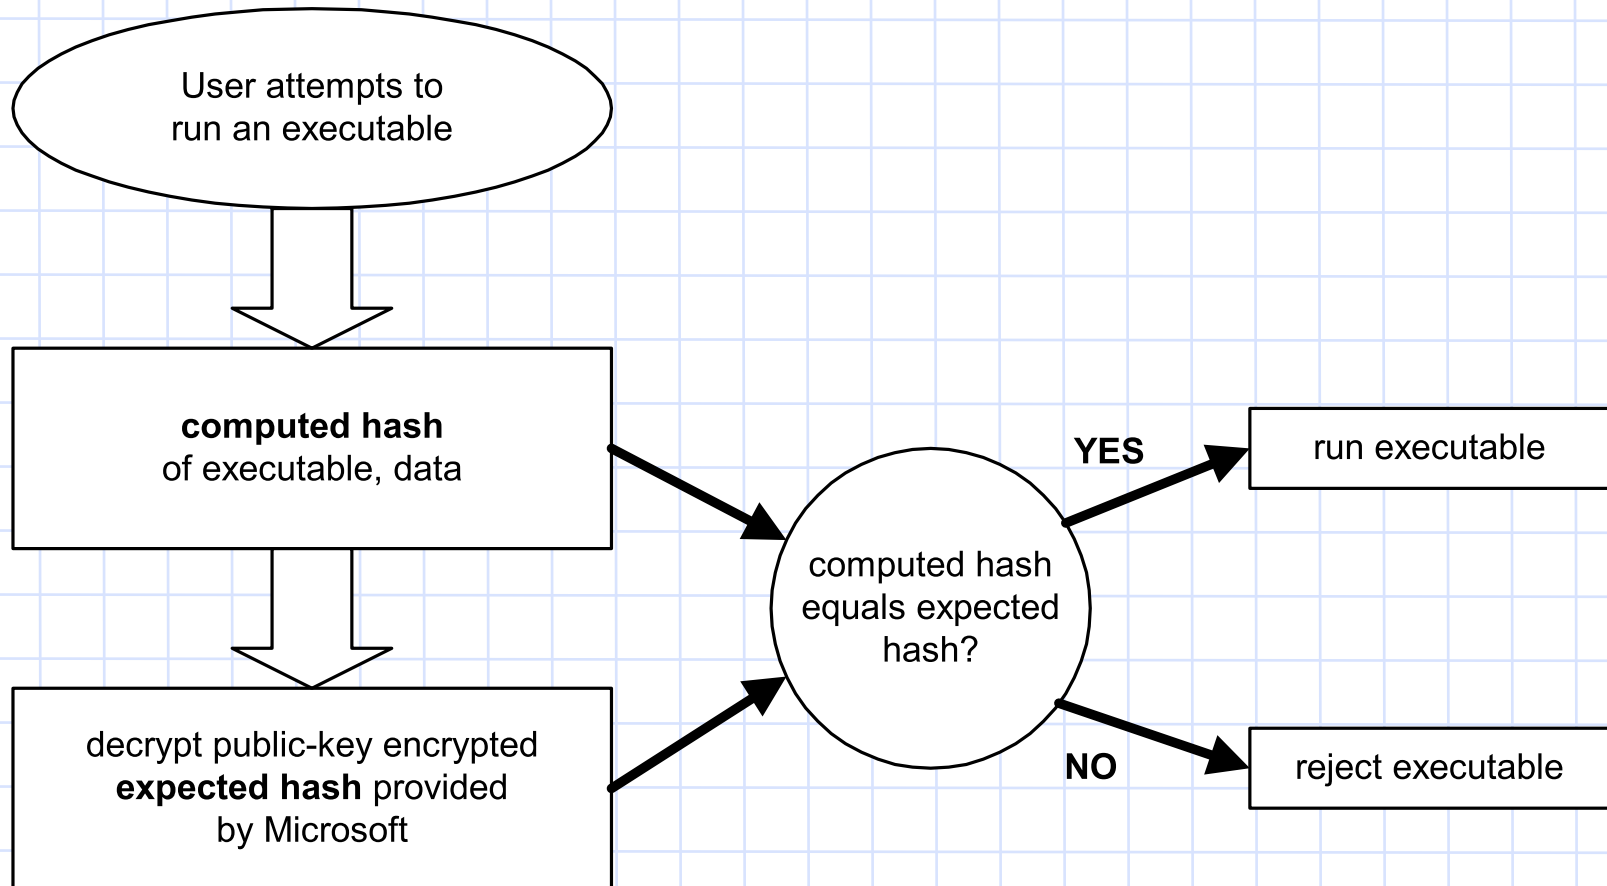 User attempts to
run an executable
computed hash
of executable, data
decrypt public-key encrypted
expected hash provided
by Microsoft
computed hash
equals expected
hash?
YES
run executable
NO
reject executable